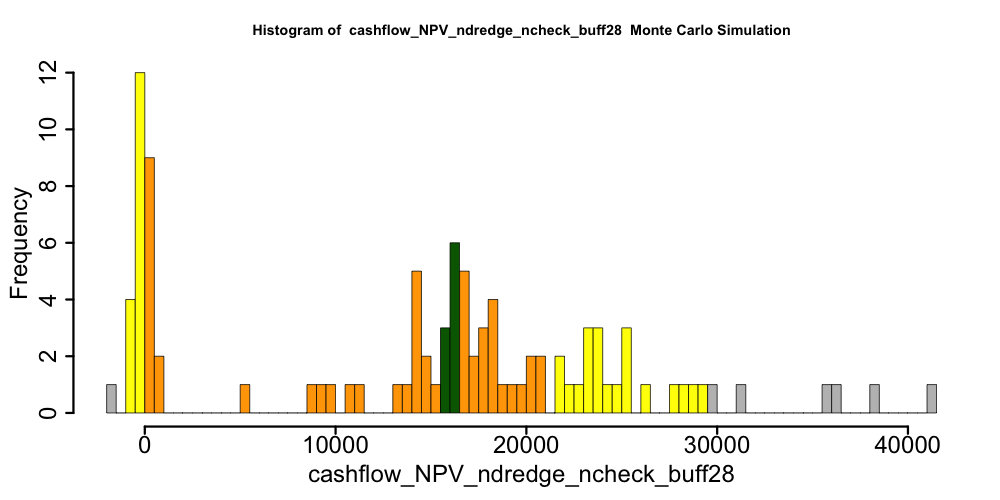 Histogram of  cashflow_NPV_ndredge_ncheck_buff28  Monte Carlo Simulation
Frequency
12
10
8
6
4
2
0
0 10000 20000 30000 40000
cashflow_NPV_ndredge_ncheck_buff28